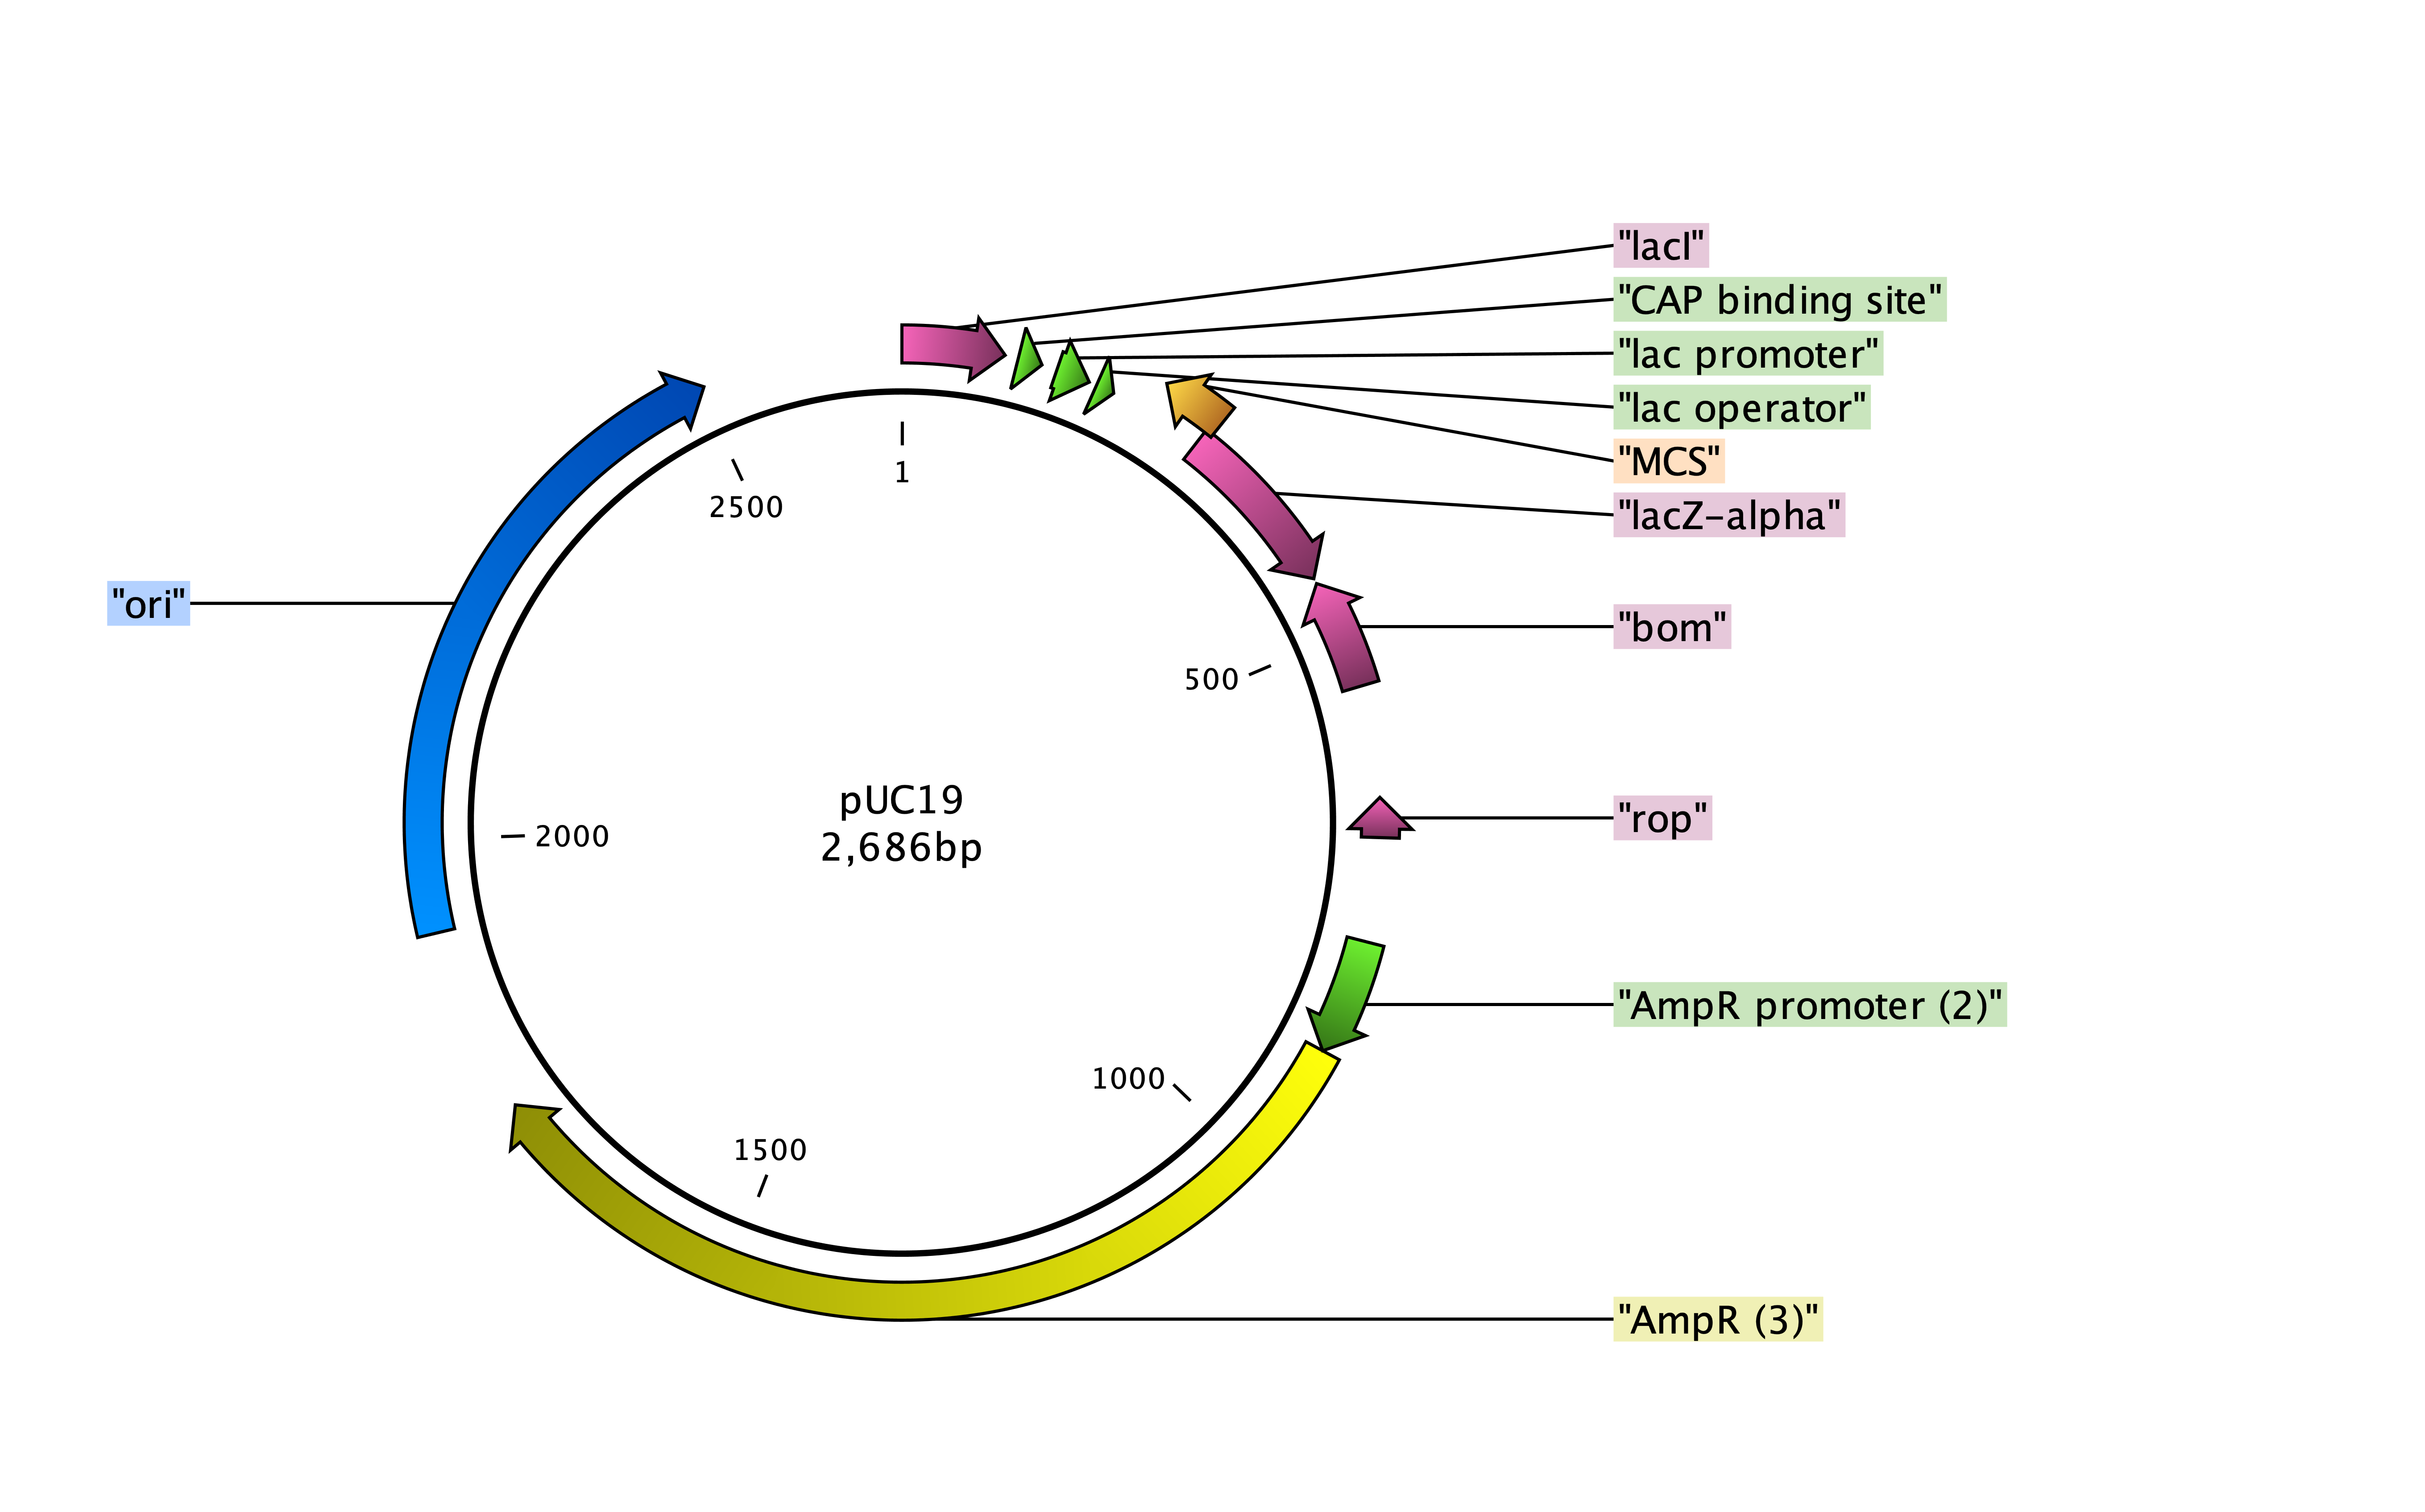 "lacI"
"CAP binding site"
"lac promoter"
"lac operator"
"MCS"
"lacZ-alpha"
1
2500
"ori"
"bom"
500
pUC19
2,686bp
2000
"rop"
"AmpR promoter (2)"
1000
1500
"AmpR (3)"